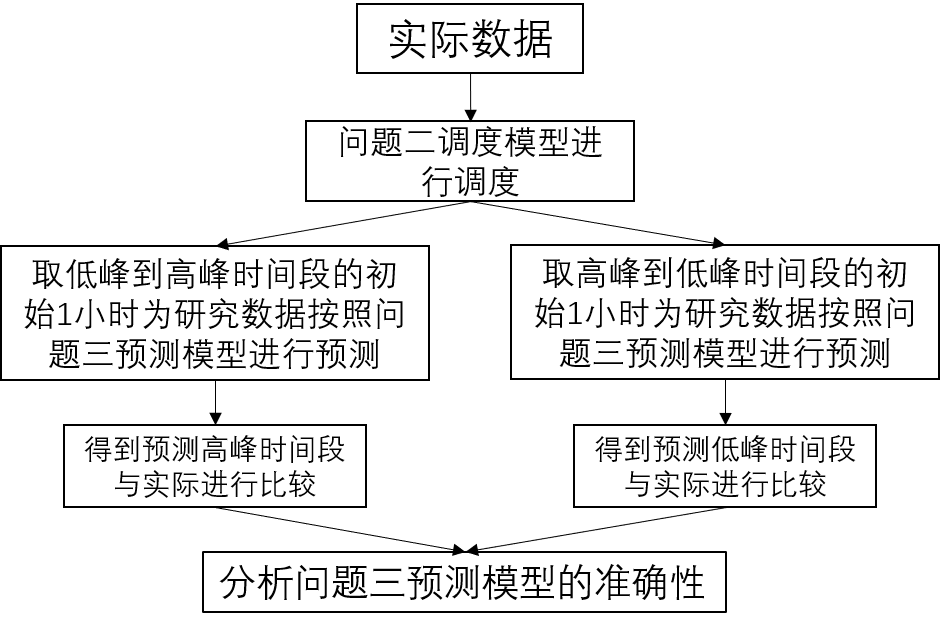 实际数据
问题二调度模型进
行调度
取低峰到高峰时间段的初
始1小时为研究数据按照问
题三预测模型进行预测
取高峰到低峰时间段的初
始1小时为研究数据按照问
题三预测模型进行预测
得到预测高峰时间段
与实际进行比较
得到预测低峰时间段
与实际进行比较
分析问题三预测模型的准确性